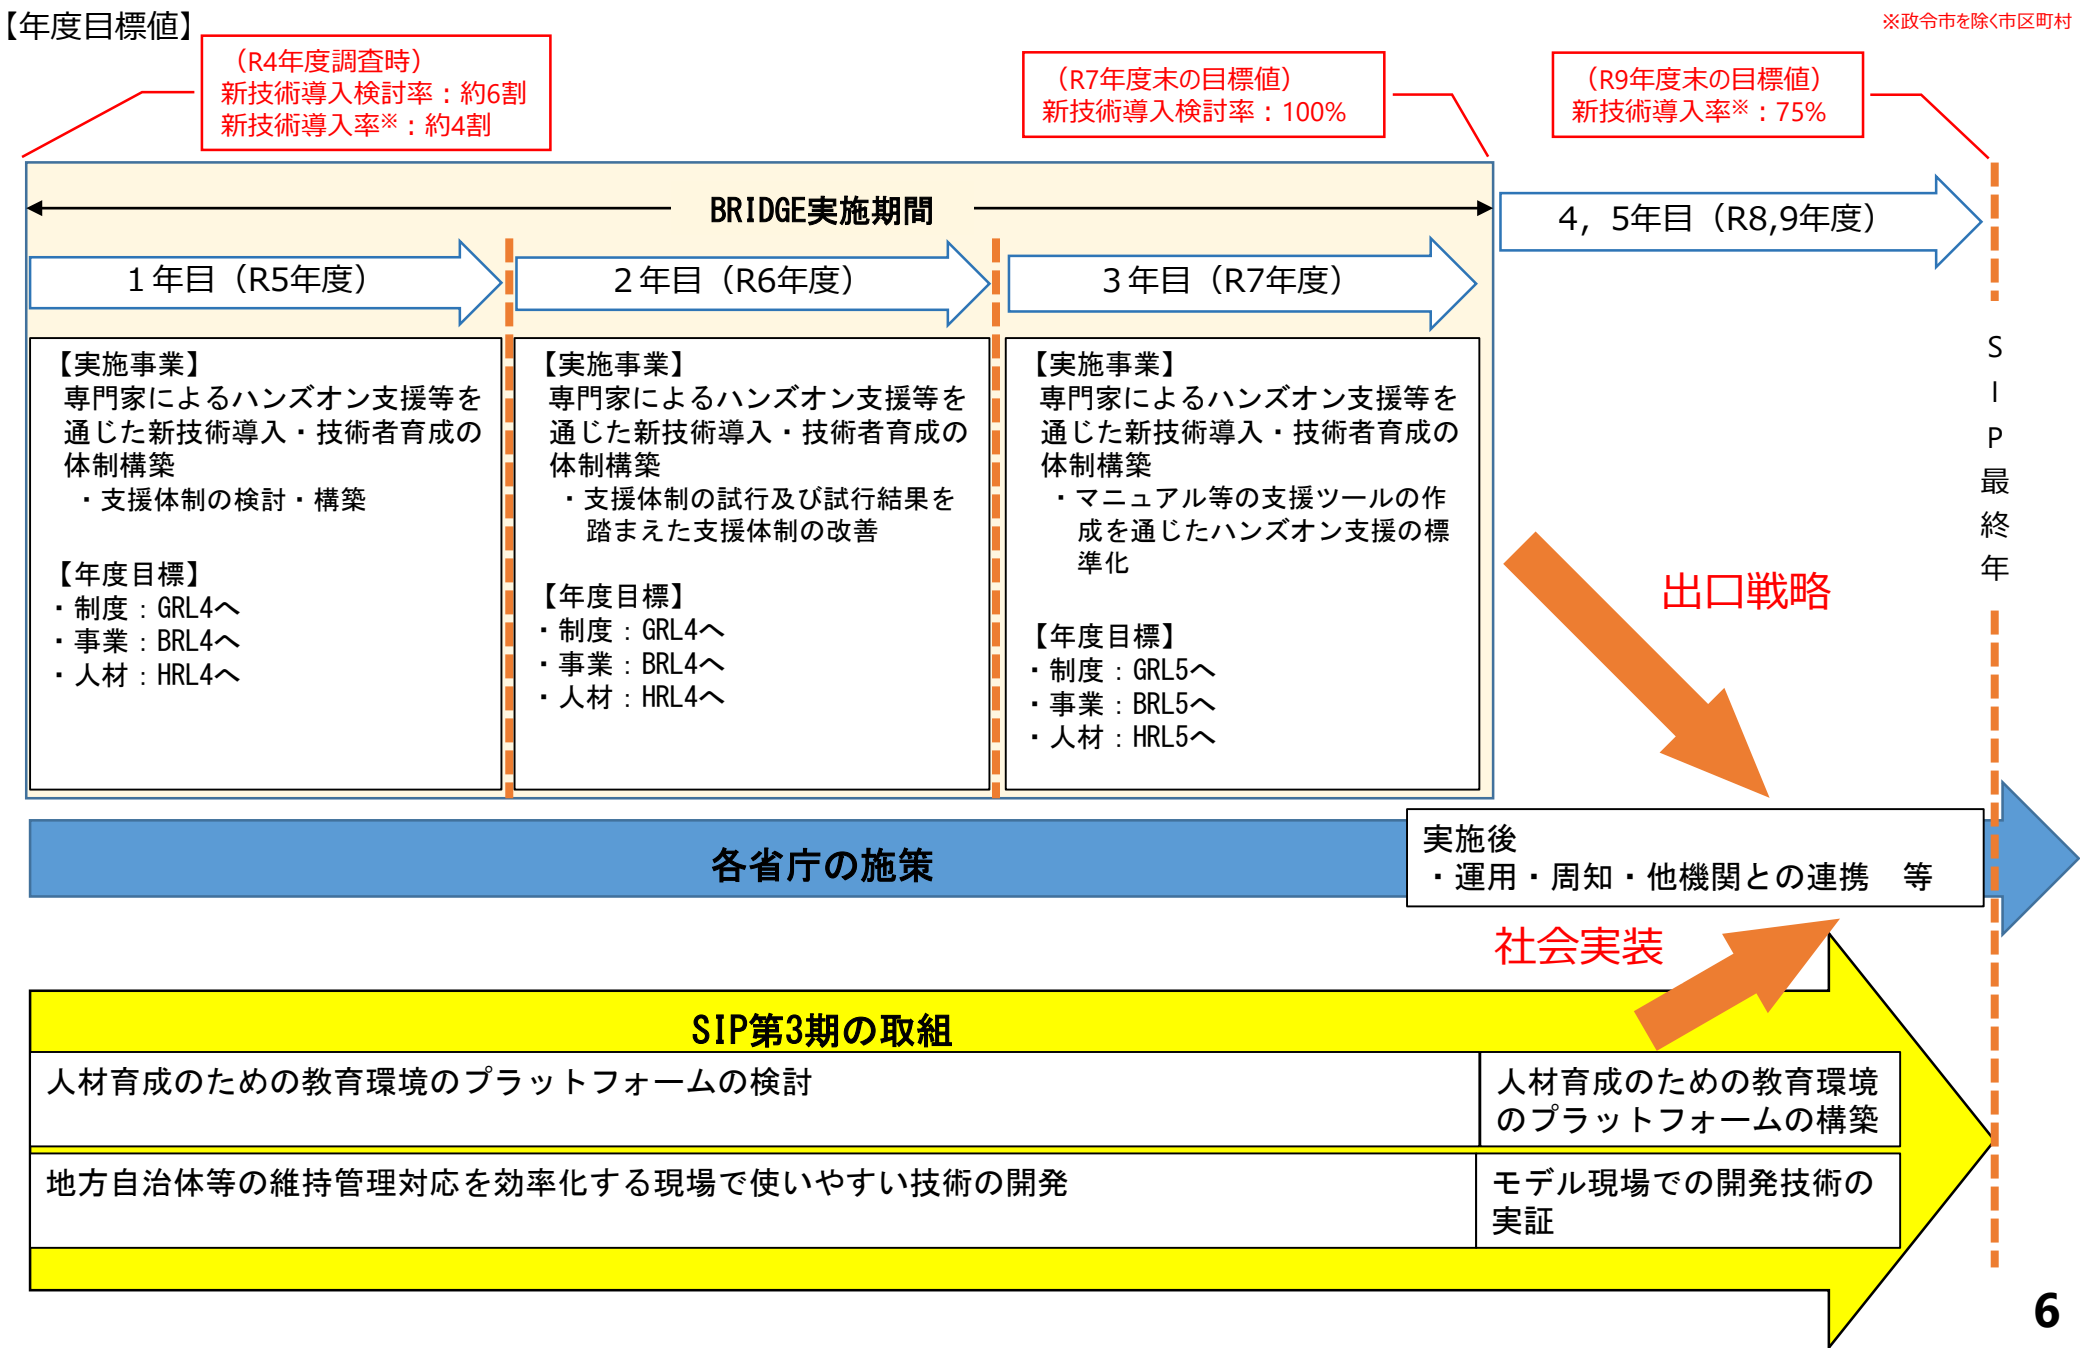 【年度目標値】
※政令市を除く市区町村
（R4年度調査時）
新技術導入検討率：約6割
新技術導入率※：約4割
（R7年度末の目標値）
新技術導入検討率：100%
（R9年度末の目標値）
新技術導入率※：75%
BRIDGE実施期間
4，5年目（R8,9年度）
１年目（R5年度）
２年目（R6年度）
３年目（R7年度）
【実施事業】
専門家によるハンズオン支援等を
通じた新技術導入・技術者育成の
体制構築
・支援体制の検討・構築
【年度目標】
・制度：GRL4へ
・事業：BRL4へ
・人材：HRL4へ
【実施事業】
専門家によるハンズオン支援等を
通じた新技術導入・技術者育成の
体制構築
・支援体制の試行及び試行結果を
踏まえた支援体制の改善
【年度目標】
・制度：GRL4へ
・事業：BRL4へ
・人材：HRL4へ
【実施事業】
専門家によるハンズオン支援等を
通じた新技術導入・技術者育成の
体制構築
・マニュアル等の支援ツールの作
成を通じたハンズオン支援の標
準化
【年度目標】
・制度：GRL5へ
・事業：BRL5へ
・人材：HRL5へ
ＳＩＰ最終年
出口戦略
各省庁の施策
実施後
・運用・周知・他機関との連携　等
社会実装
SIP第3期の取組
人材育成のための教育環境のプラットフォームの検討
人材育成のための教育環境
のプラットフォームの構築
地方自治体等の維持管理対応を効率化する現場で使いやすい技術の開発
モデル現場での開発技術の
実証
6